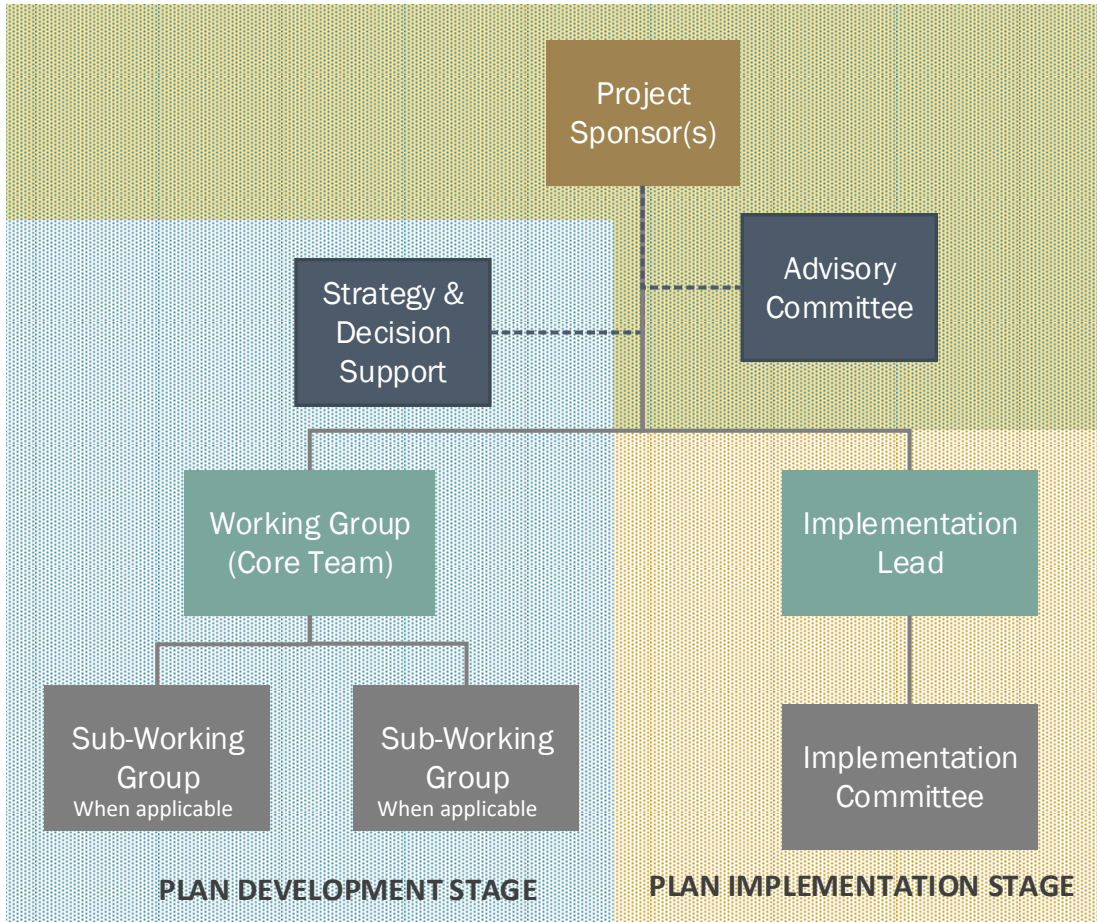 Project
Sponsor(s)
Advisory
Committee
Strategy &
Decision
Support
Working Group
(Core Team)
Implementation
Lead
Sub-Working
Group
When applicable
Sub-Working
Group
When applicable
Implementation
Committee
PLAN DEVELOPMENT STAGE
PLAN IMPLEMENTATION STAGE